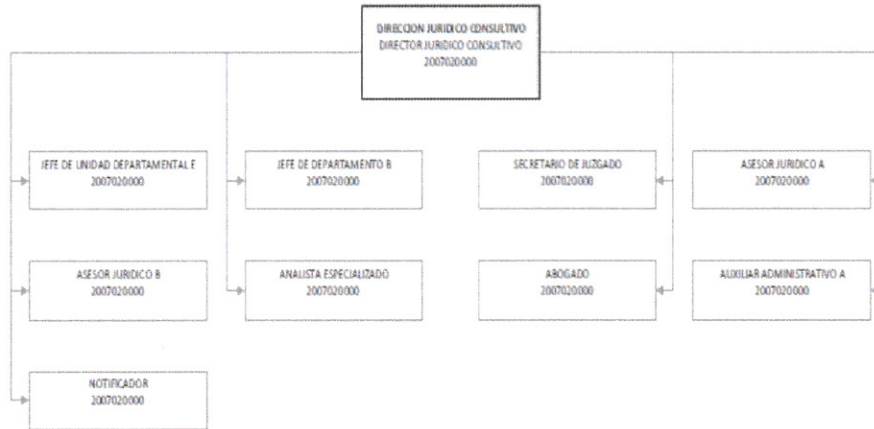 DIRECCION JURIDICO CONSULTIVO
DIRECTOR JURIDICO CONSULTIVO
2007020000
JEFE DE UNIDAD DEPARTAMENTAL E
2007020000
JEFE DE DEPARTAMENTO B
2007020000
SECRETARIO DE JUZGADO
2007020000
ASESOR JURIDICO A
2007020000
ASESOR JURIDICO B
2007020000
ANALISTA ESPECIALIZADO
2007020000
ABOGADO
2007020000
AUXILIAR ADMINISTRATIVO A
2007020000
NOTIFICADOR
2007020000